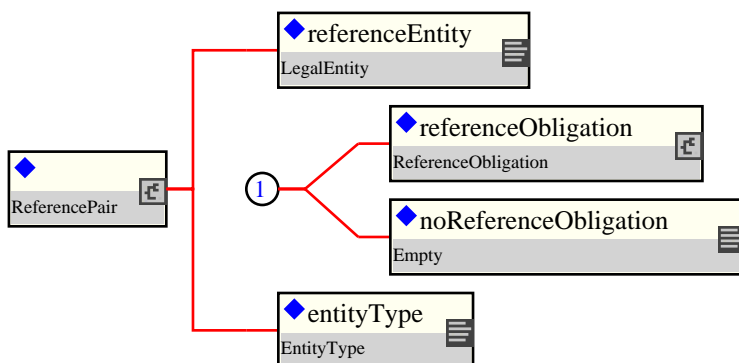 referenceEntity
LegalEntity
referenceObligation
ReferenceObligation
ReferencePair
1
noReferenceObligation
Empty
entityType
EntityType